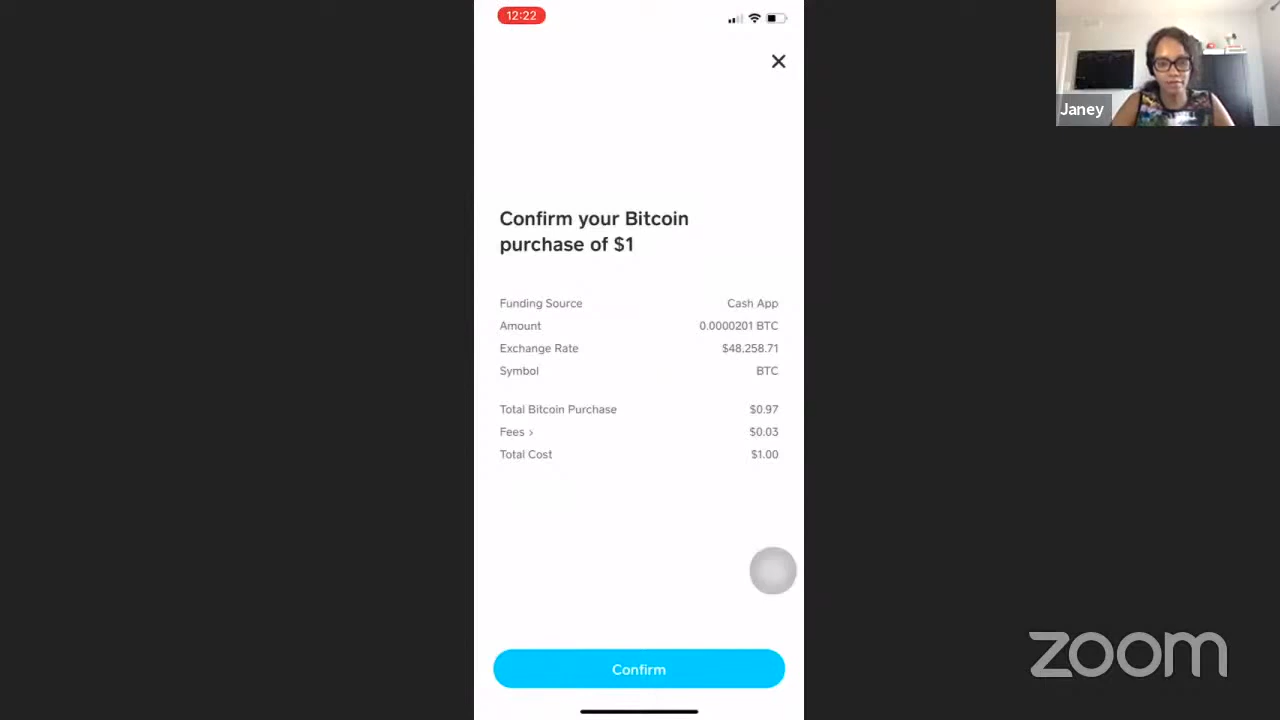 12:22
Janey
Confirm your Bitcoin
purchase of $1
Funding Source Cash App
Amount 0.0000201 BTC
Exchange Rate $48,258.71
Symbol BTC
Total Bitcoin Purchase $0.97
Fees > $0.03
Total Cost $1.00
Confirm
zoom